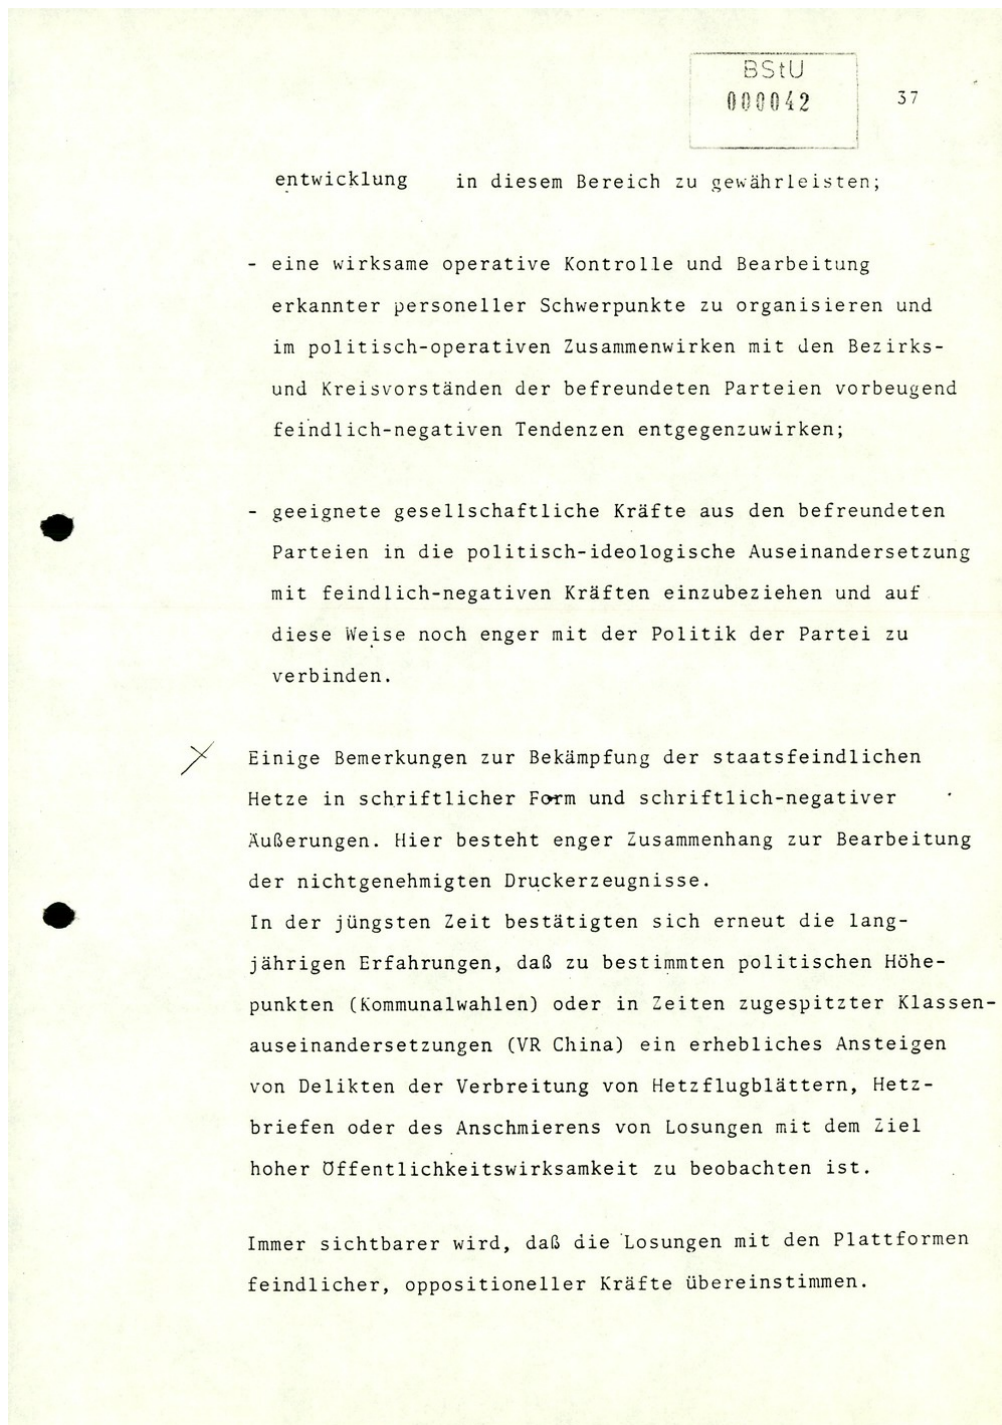 BStU
000042
37
entwicklung in diesem Bereich zu gewährleisten;
- eine wirksame operative Kontrolle und Bearbeitung
erkannter personeller Schwerpunkte zu organisieren und
im politisch-operativen Zusammenwirken mit den Bezirks-
und Kreisvorständen der befreundeten Parteien vorbeugend
feindlich-negativen Tendenzen entgegenzuwirken;
- geeignete gesellschaftliche Kräfte aus den befreundeten
Parteien in die politisch-ideologische Auseinandersetzung
mit feindlich-negativen Kräften einzubeziehen und auf
diese Weise noch enger mit der Politik der Partei zu
verbinden.
Einige Bemerkungen zur Bekämpfung der staatsfeindlichen
Hetze in schriftlicher Form und schriftlich-negativer
Äußerungen. Hier besteht enger Zusammenhang zur Bearbeitung
der nichtgenehmigten Druckerzeugnisse.
In der jüngsten Zeit bestätigten sich erneut die lang-
jährigen Erfahrungen, daß zu bestimmten politischen Höhe-
punkten (Kommunalwahlen) oder in Zeiten zugespitzter Klassen-
auseinandersetzungen (VR China) ein erhebliches Ansteigen
von Delikten der Verbreitung von Hetzflugblättern, Hetz-
briefen oder des Anschmierens von Losungen mit dem Ziel
hoher Öffentlichkeitswirksamkeit zu beobachten ist.
Immer sichtbarer wird, daß die Losungen mit den Plattformen
feindlicher, oppositioneller Kräfte übereinstimmen.